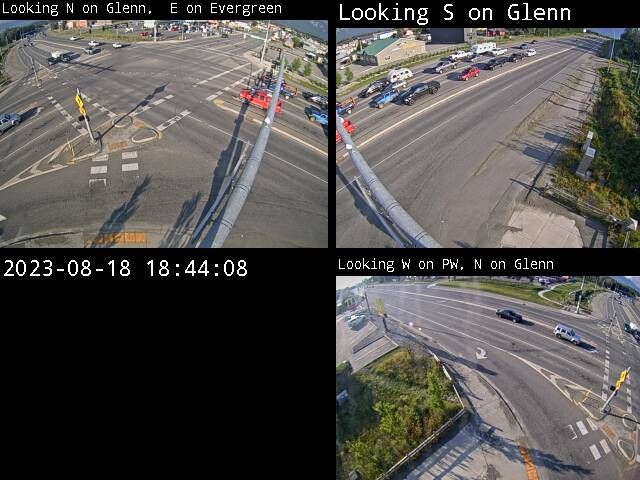 Looking N on Glenn,  E on Evergreen
Looking S on Glenn
2023-08-18 18:44:08
Looking W on PW, N on Glenn